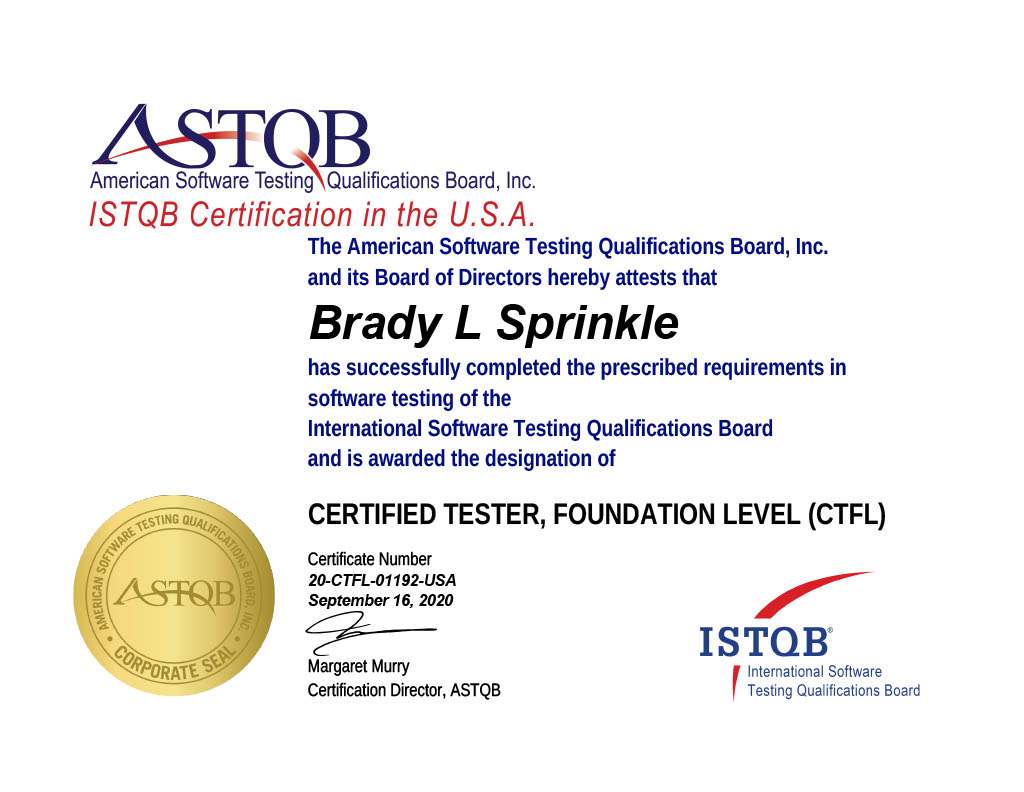 ASTQB
American Software Testing Qualifications Board, Inc.
ISTQB Certification in the U.S.A.
The American Software Testing Qualifications Board, Inc.
and its Board of Directors hereby attests that
Brady L Sprinkle
has successfully completed the prescribed requirements in
software testing of the
International Software Testing Qualifications Board
and is awarded the designation of
CERTIFIED TESTER, FOUNDATION LEVEL (CTFL)
Certificate Number
20-CTFL-01192-USA
September 16, 2020
Margaret Murry
Certification Director, ASTQB
AMERICAN SOFTWARE TESTING QUALIFICATIONS BOARD, INC.
ASTQB
• CORPORATE SEAL •
ISTQB®
International Software
Testing Qualifications Board